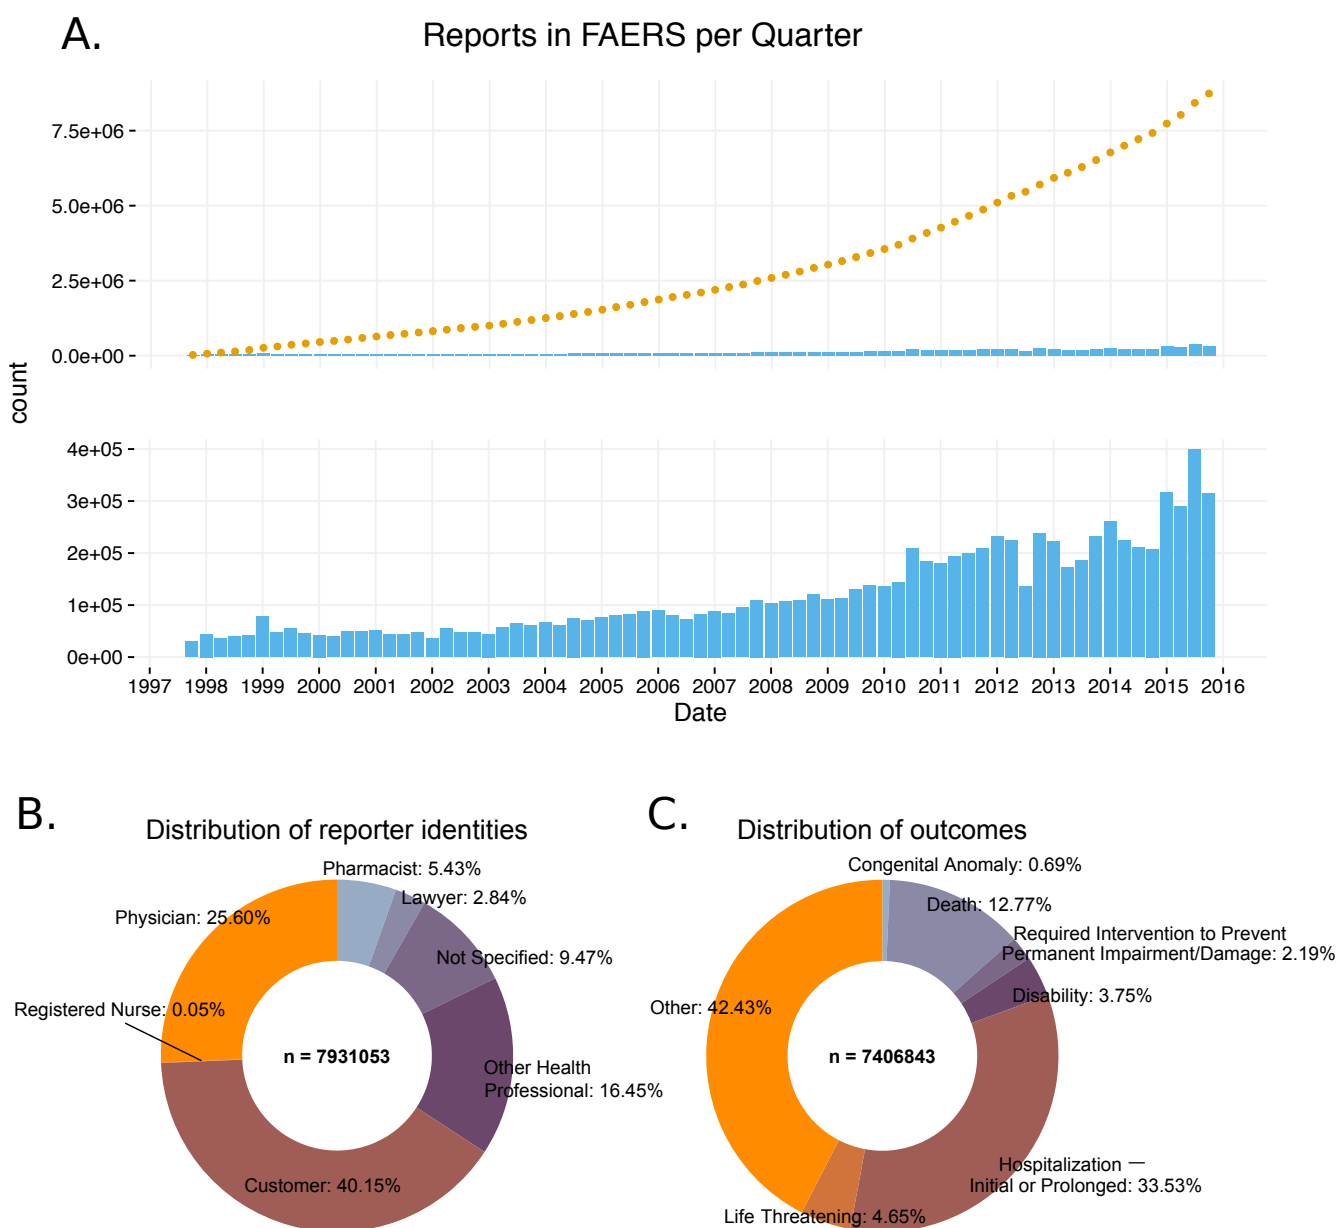 A.
Reports in FAERS per Quarter
7.5e+06
5.0e+06
2.5e+06
0.0e+00
count
4e+05
3e+05
2e+05
1e+05
0e+00
1997 1998 1999 2000 2001 2002 2003 2004 2005 2006 2007 2008 2009 2010 2011 2012 2013 2014 2015 2016
Date
B.
Distribution of reporter identities
Pharmacist: 5.43%
Lawyer: 2.84%
Physician: 25.60%
Not Specified: 9.47%
Registered Nurse: 0.05%
n = 7931053
Other Health
Professional: 16.45%
Customer: 40.15%
C.
Distribution of outcomes
Congenital Anomaly: 0.69%
Death: 12.77%
Required Intervention to Prevent
Permanent Impairment/Damage: 2.19%
Disability: 3.75%
Other: 42.43%
n = 7406843
Hospitalization —
Initial or Prolonged: 33.53%
Life Threatening: 4.65%